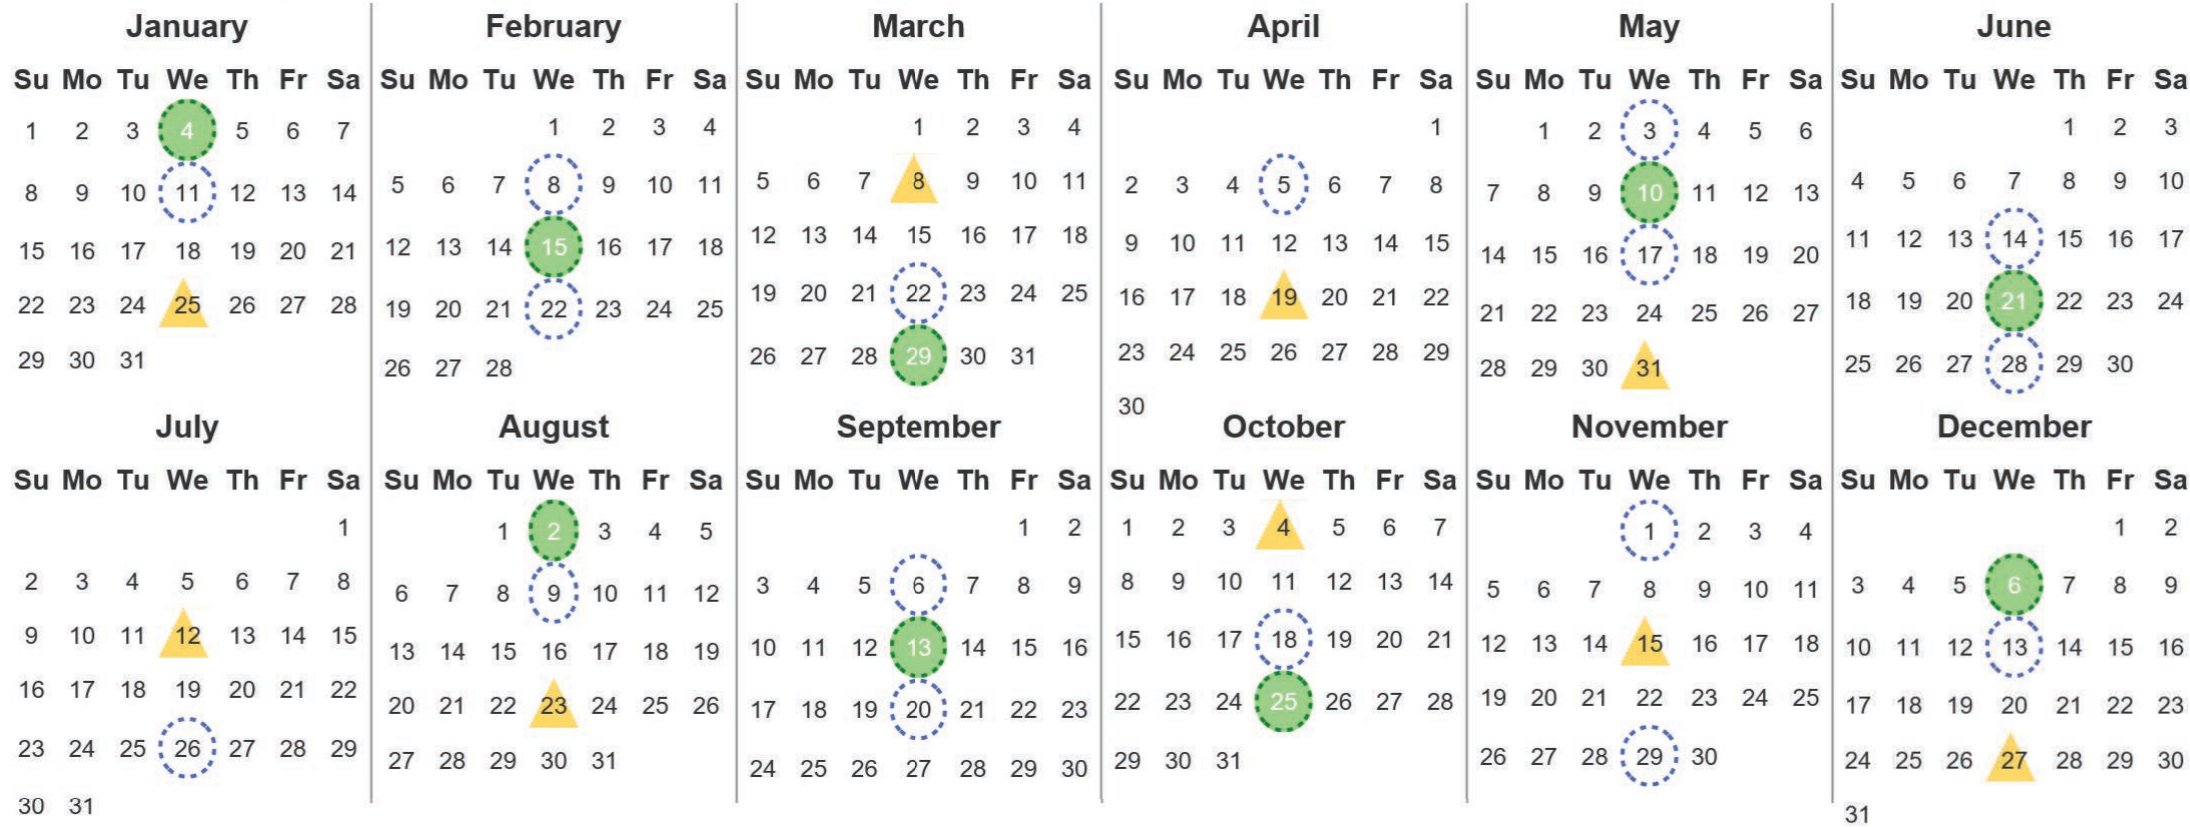 January
Su Mo Tu We Th Fr Sa
1 2 3 4 5 6 7
8 9 10 11 12 13 14
15 16 17 18 19 20 21
22 23 24 25 26 27 28
29 30 31
February
Su Mo Tu We Th Fr Sa
1 2 3 4
5 6 7 8 9 10 11
12 13 14 15 16 17 18
19 20 21 22 23 24 25
26 27 28
March
Su Mo Tu We Th Fr Sa
1 2 3 4
5 6 7 8 9 10 11
12 13 14 15 16 17 18
19 20 21 22 23 24 25
26 27 28 29 30 31
April
Su Mo Tu We Th Fr Sa
1
2 3 4 5 6 7 8
9 10 11 12 13 14 15
16 17 18 19 20 21 22
23 24 25 26 27 28 29
30
May
Su Mo Tu We Th Fr Sa
1 2 3 4 5 6
7 8 9 10 11 12 13
14 15 16 17 18 19 20
21 22 23 24 25 26 27
28 29 30 31
June
Su Mo Tu We Th Fr Sa
1 2 3
4 5 6 7 8 9 10
11 12 13 14 15 16 17
18 19 20 21 22 23 24
25 26 27 28 29 30
July
Su Mo Tu We Th Fr Sa
1
2 3 4 5 6 7 8
9 10 11 12 13 14 15
16 17 18 19 20 21 22
23 24 25 26 27 28 29
30 31
August
Su Mo Tu We Th Fr Sa
1 2 3 4 5
6 7 8 9 10 11 12
13 14 15 16 17 18 19
20 21 22 23 24 25 26
27 28 29 30 31
September
Su Mo Tu We Th Fr Sa
1 2
3 4 5 6 7 8 9
10 11 12 13 14 15 16
17 18 19 20 21 22 23
24 25 26 27 28 29 30
October
Su Mo Tu We Th Fr Sa
1 2 3 4 5 6 7
8 9 10 11 12 13 14
15 16 17 18 19 20 21
22 23 24 25 26 27 28
29 30 31
November
Su Mo Tu We Th Fr Sa
1 2 3 4
5 6 7 8 9 10 11
12 13 14 15 16 17 18
19 20 21 22 23 24 25
26 27 28 29 30
December
Su Mo Tu We Th Fr Sa
1 2
3 4 5 6 7 8 9
10 11 12 13 14 15 16
17 18 19 20 21 22 23
24 25 26 27 28 29 30
31